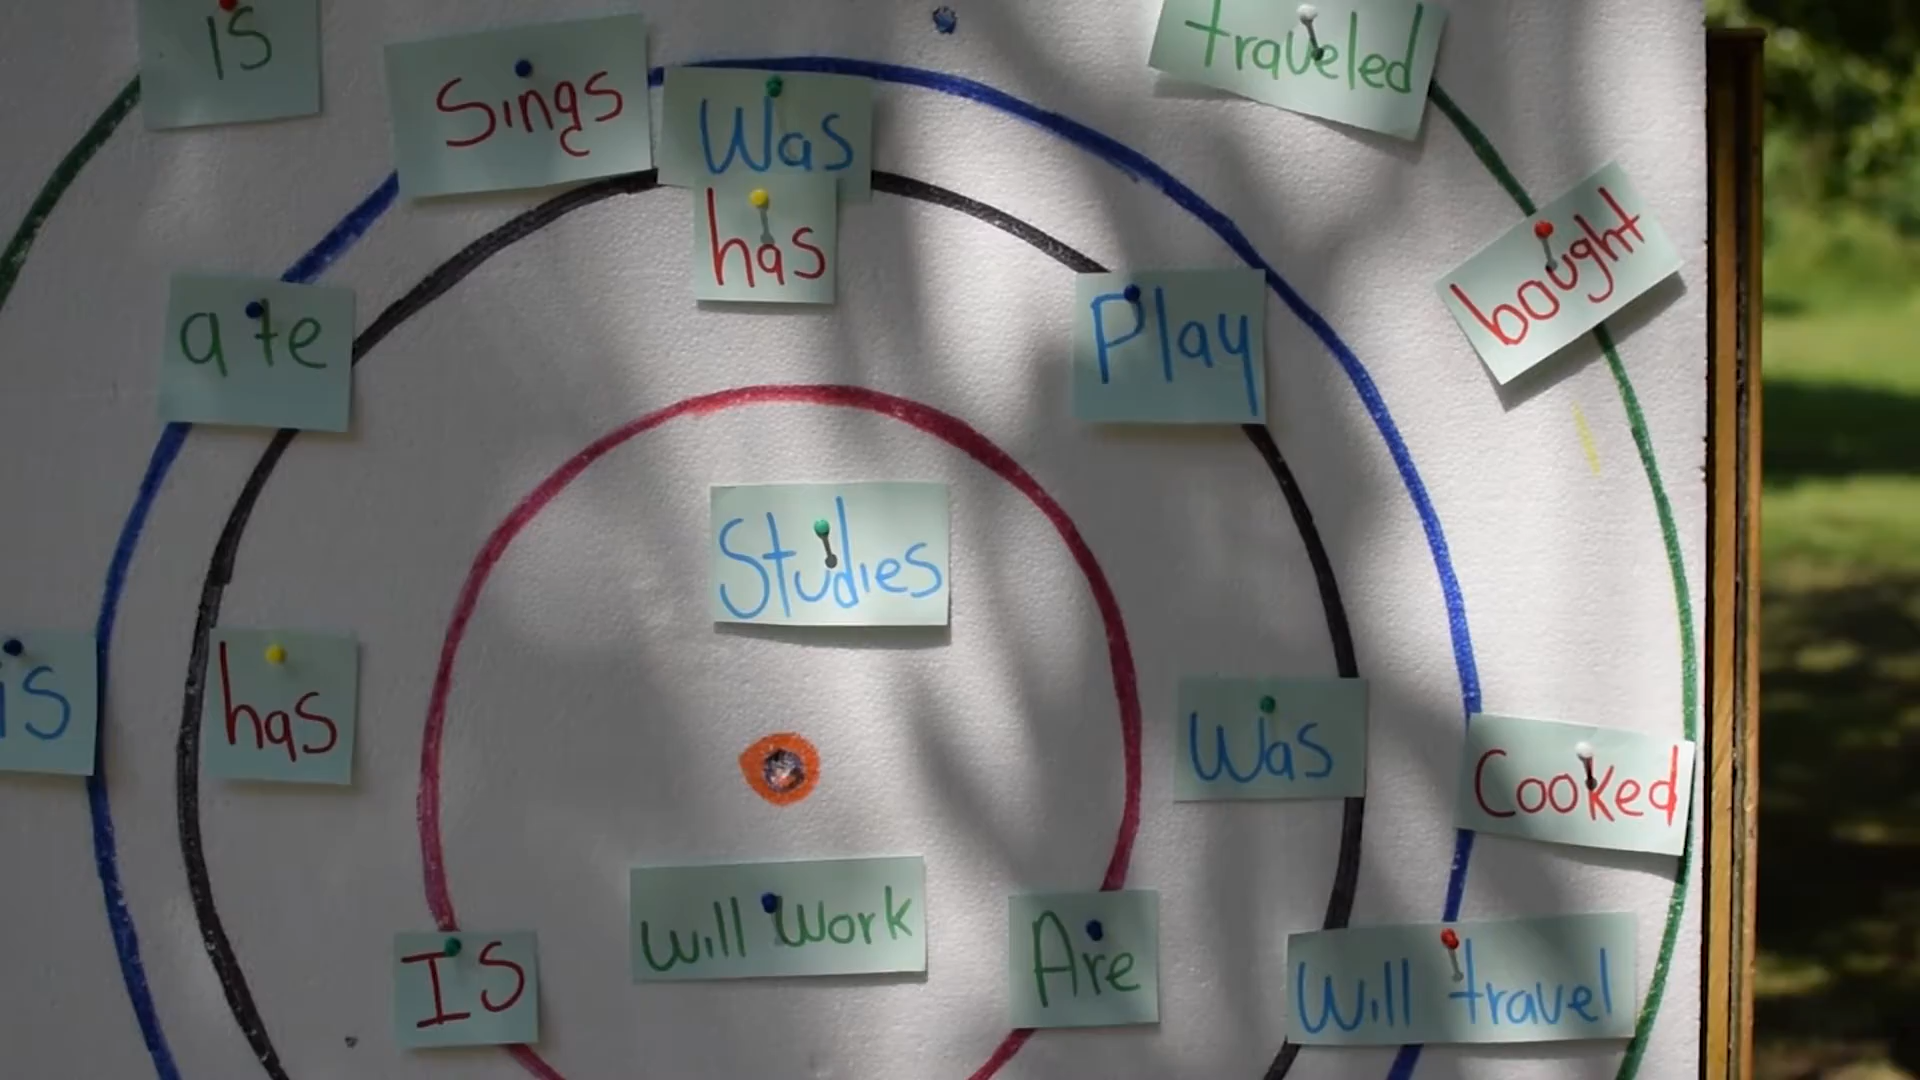 is
Sings
Was
traveled
has
bought
ate
Play
Studies
is
has
Was
Cooked
IS
will work
Are
Will travel